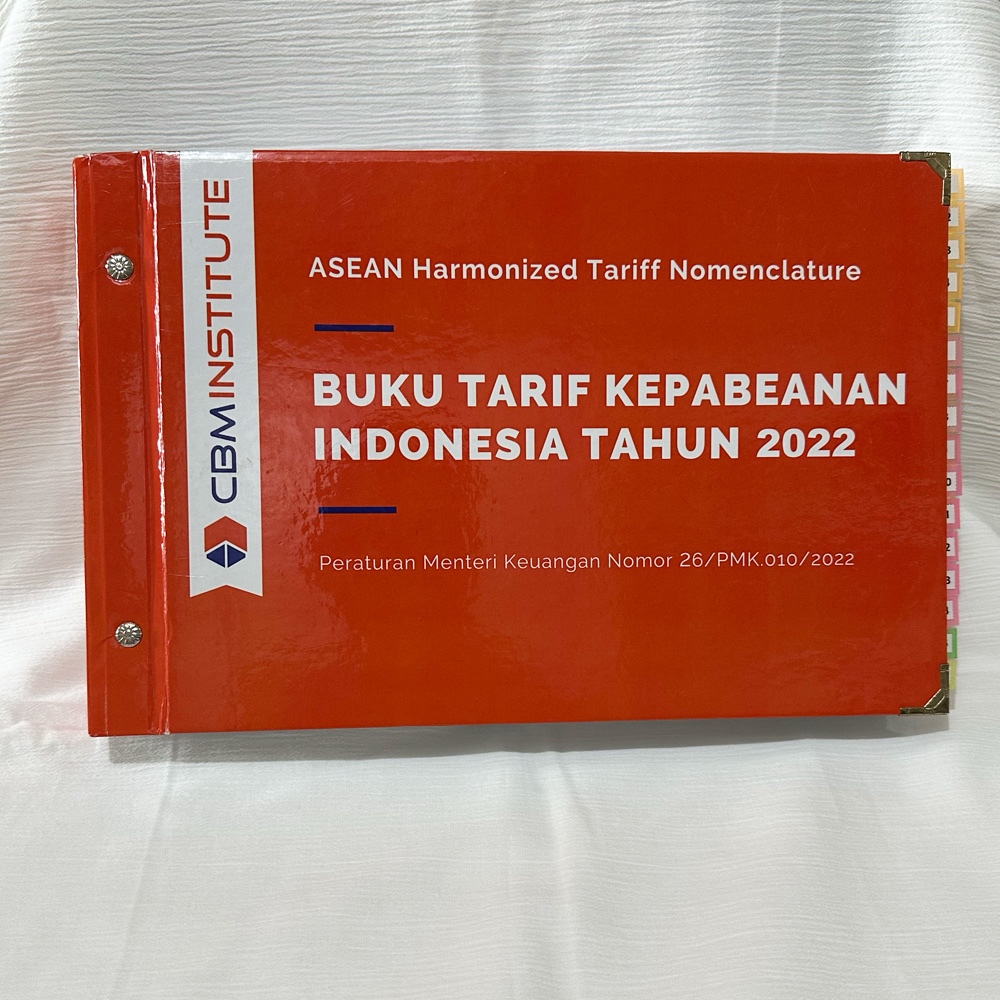 CBMINSTITUTE
ASEAN Harmonized Tariff Nomenclature
BUKU TARIF KEPABEANAN
INDONESIA TAHUN 2022
Peraturan Menteri Keuangan Nomor 26/PMK.010/2022